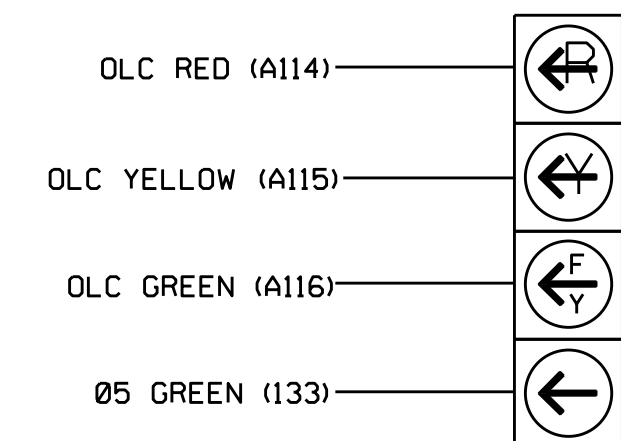 OLC RED (A114)
R
OLC YELLOW (A115)
Y
OLC GREEN (A116)
F
Y
Ø5 GREEN (133)